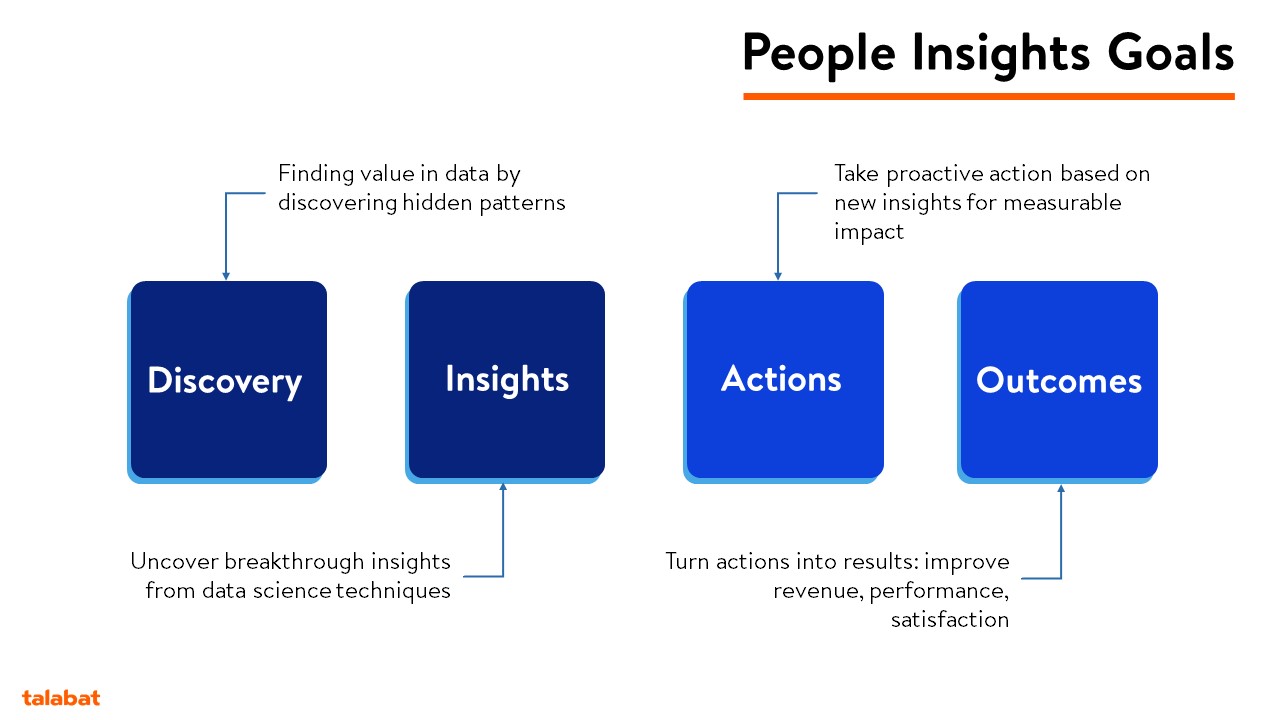 People Insights Goals
Finding value in data by
discovering hidden patterns
Take proactive action based on
new insights for measurable
impact
Discovery
Insights
Actions
Outcomes
Uncover breakthrough insights
from data science techniques
Turn actions into results: improve
revenue, performance,
satisfaction
talabat